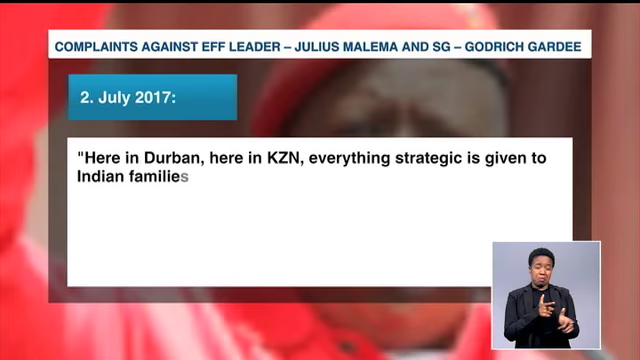 COMPLAINTS AGAINST EFF LEADER – JULIUS MALEMA AND SG – GODRICH GARDEE
2. July 2017:
"Here in Durban, here in KZN, everything strategic is given to
Indian families